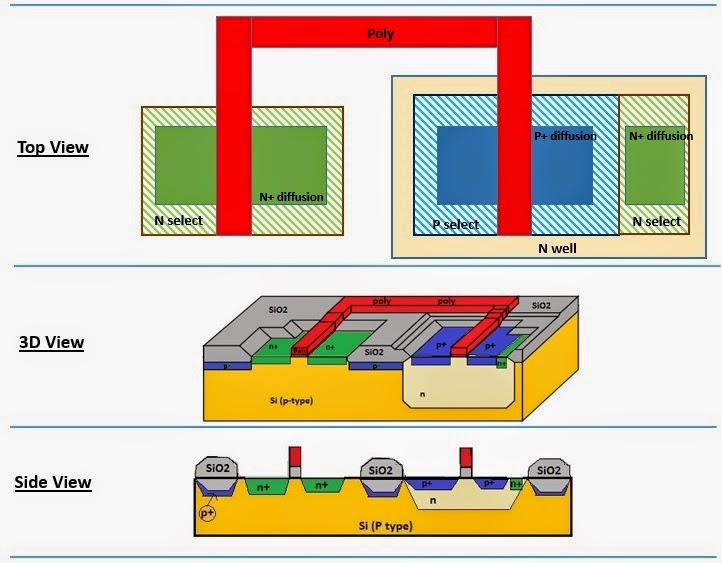 Poly
P+ diffusion
N+ diffusion
Top View
N+ diffusion
N select
P select
N select
N well
poly
poly
SiO2
SiO2
3D View
n+
n+
Poly
SiO2
p+
p+
p-
p-
n+
n
Si (p-type)
SiO2
SiO2
SiO2
Side View
n+
n+
p+
p+
n+
n
p+
Si (P type)